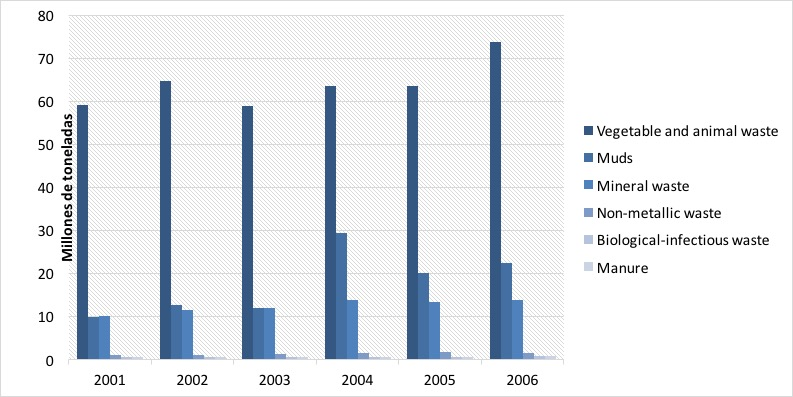 80
70
60
50
40
30
20
10
0
Millones de toneladas
2001 2002 2003 2004 2005 2006
Vegetable and animal waste
Muds
Mineral waste
Non-metallic waste
Biological-infectious waste
Manure